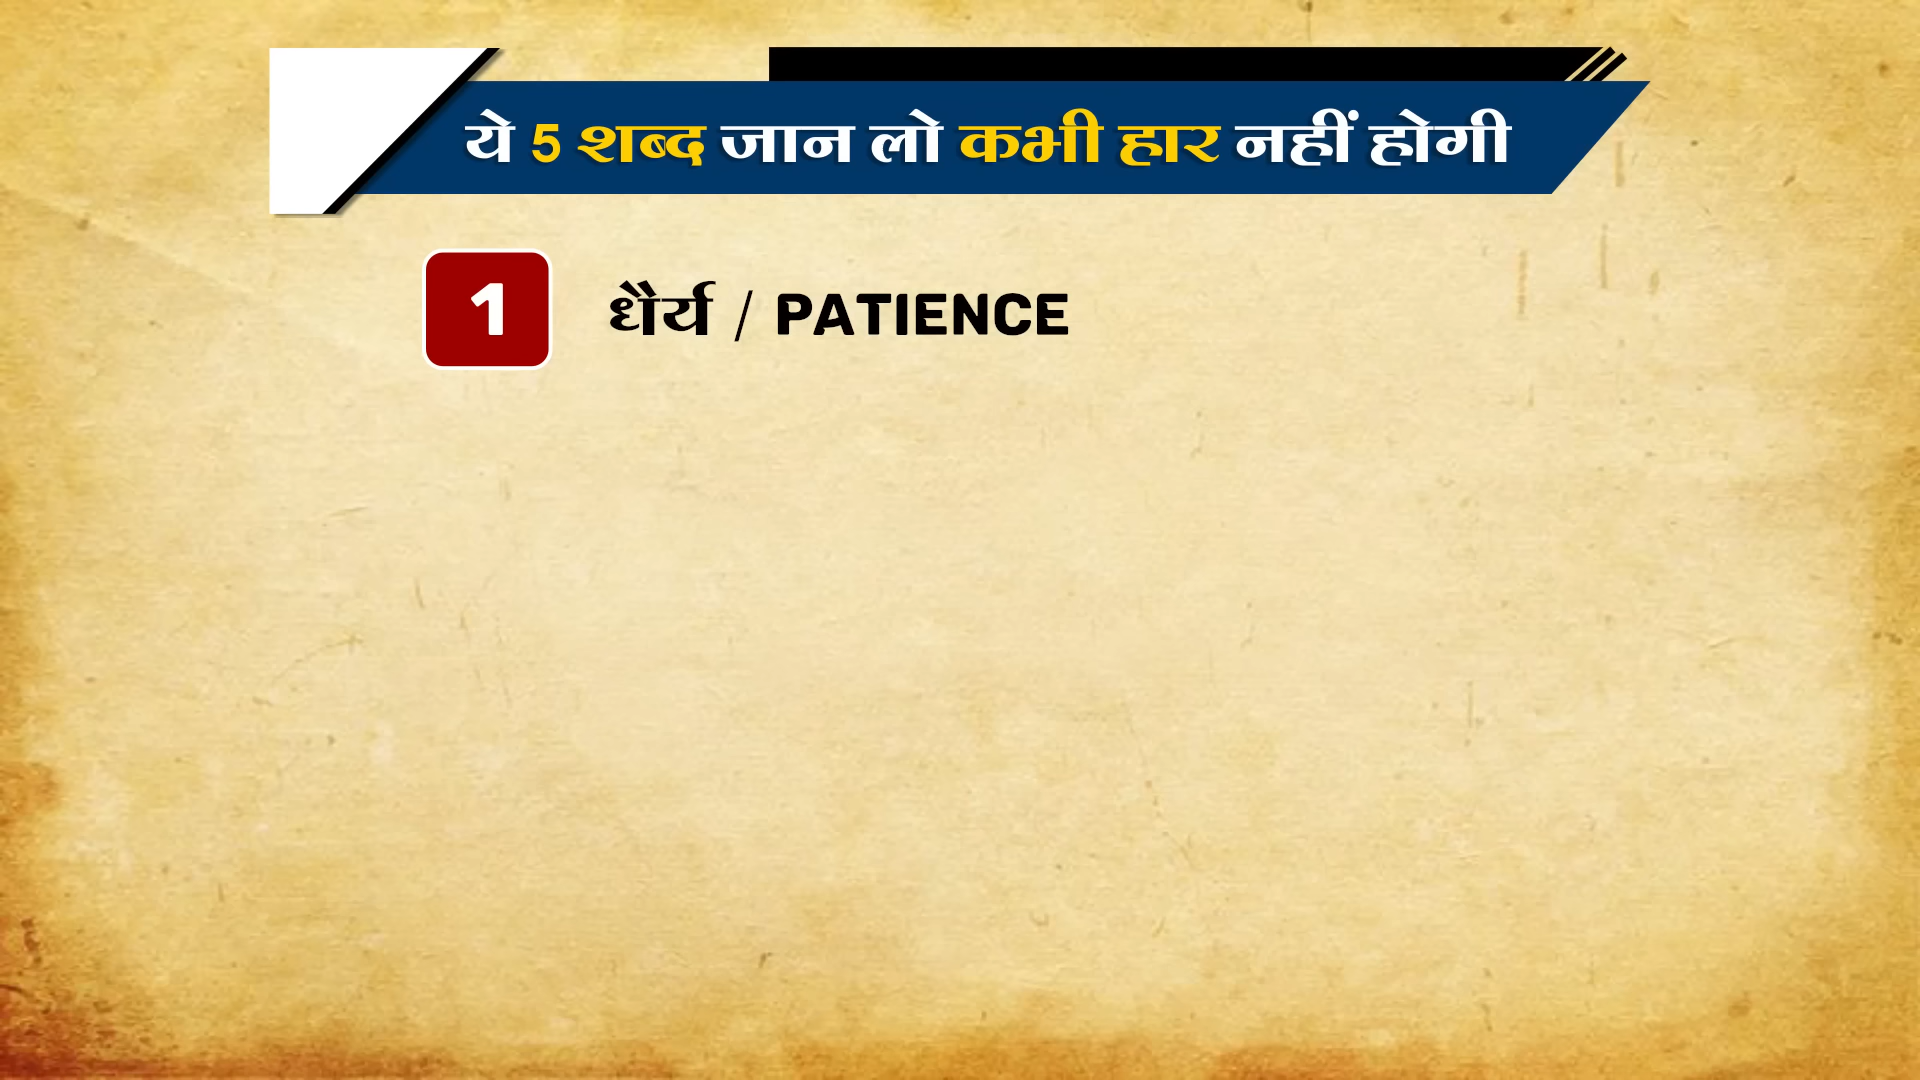 ये 5 शब्द जान लो कभी हार नहीं होगी
1 धैर्य / PATIENCE